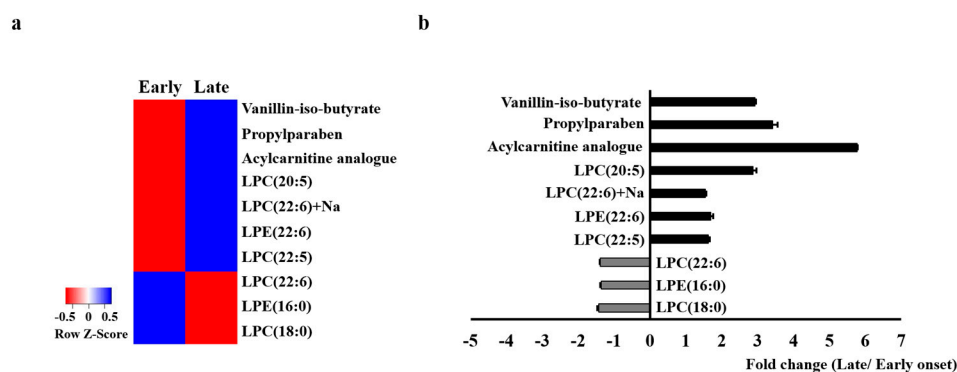 a
b
Early Late
Vanillin-iso-butyrate
Propylparaben
Acylcarnitine analogue
LPC(20:5)
LPC(22:6)+Na
LPE(22:6)
LPC(22:5)
LPC(22:6)
LPE(16:0)
LPC(18:0)
-0.5 0 0.5
Row Z-Score
Vanillin-iso-butyrate
Propylparaben
Acylcarnitine analogue
LPC(20:5)
LPC(22:6)+Na
LPE(22:6)
LPC(22:5)
LPC(22:6)
LPE(16:0)
LPC(18:0)
-5 -4 -3 -2 -1 0 1 2 3 4 5 6 7
Fold change (Late/ Early onset)